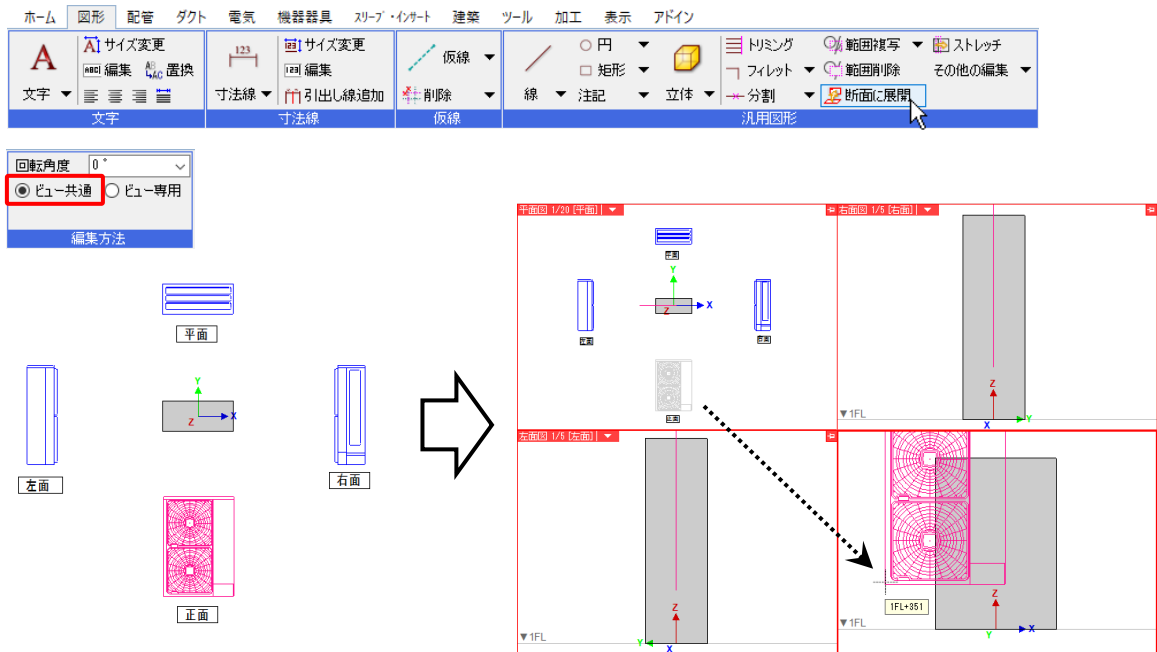 ホーム 図形 配管 ダクト 電気 機器器具 スリーブ・インサート 建築 ツール 加工 表示 アドイン
A サイズ変更 123 サイズ変更 仮線 円 トリミング 範囲複写 ストレッチ
ABC 編集 AB AC 置換 123 編集 矩形 フィレット 範囲削除 その他の編集
文字 寸法線 引出し線追加 削除 線 注記 立体 分割 断面に展開
文字 寸法線 仮線 汎用図形
回転角度 0°
ビュー共通 ビュー専用
編集方法
平面
Y
Z X
左面 右面
正面
平面図 1/20 [平面] 右面図 1/5 [右面]
正面
Y
Z X
正面
Z
▼1FL X Y
左面図 1/5 [左面]
Z
▼1FL Y X
1FL+351
Z
▼1FL Y X